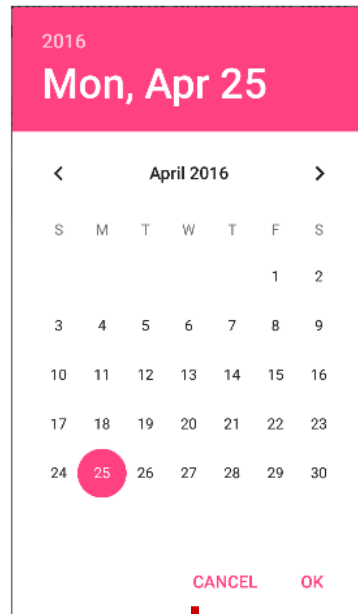 2016
Mon, Apr 25
April 2016
S M T W T F S
1 2
3 4 5 6 7 8 9
10 11 12 13 14 15 16
17 18 19 20 21 22 23
24 25 26 27 28 29 30
CANCEL OK